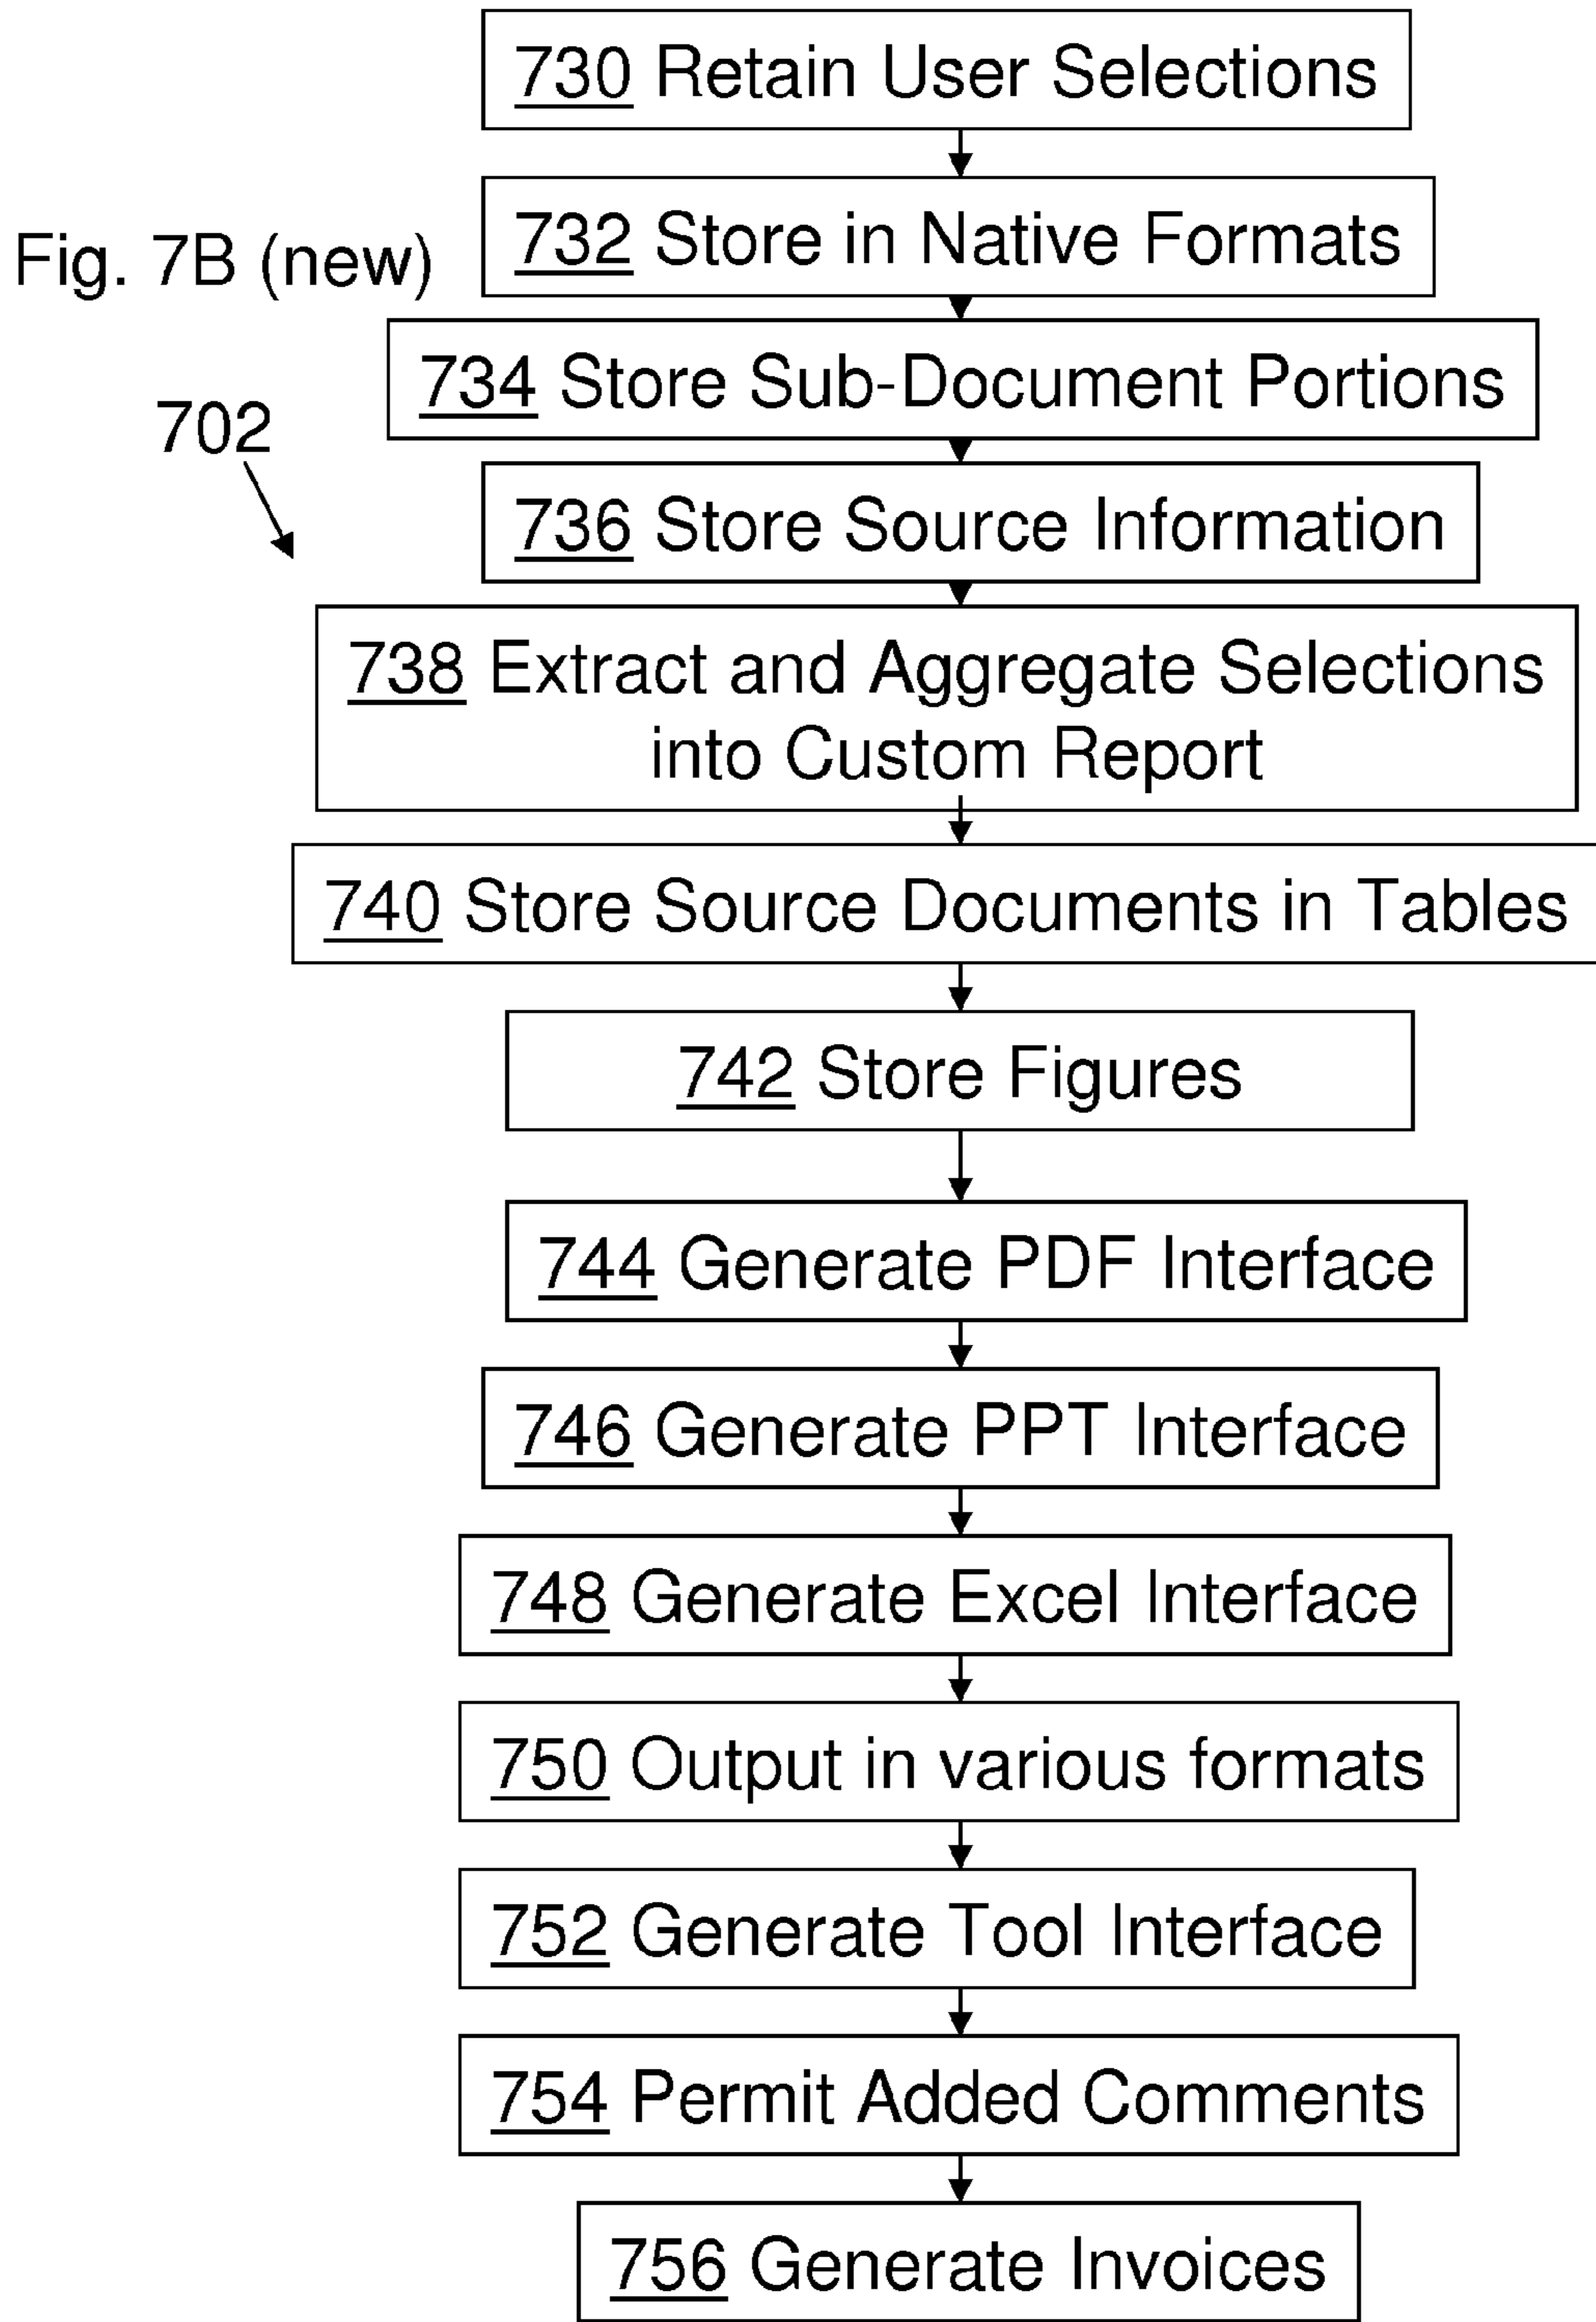 730 Retain User Selections
732 Store in Native Formats
Fig. 7B (new)
734 Store Sub-Document Portions
702
736 Store Source Information
738 Extract and Aggregate Selections
into Custom Report
740 Store Source Documents in Tables
742 Store Figures
744 Generate PDF Interface
746 Generate PPT Interface
748 Generate Excel Interface
750 Output in various formats
752 Generate Tool Interface
754 Permit Added Comments
756 Generate Invoices